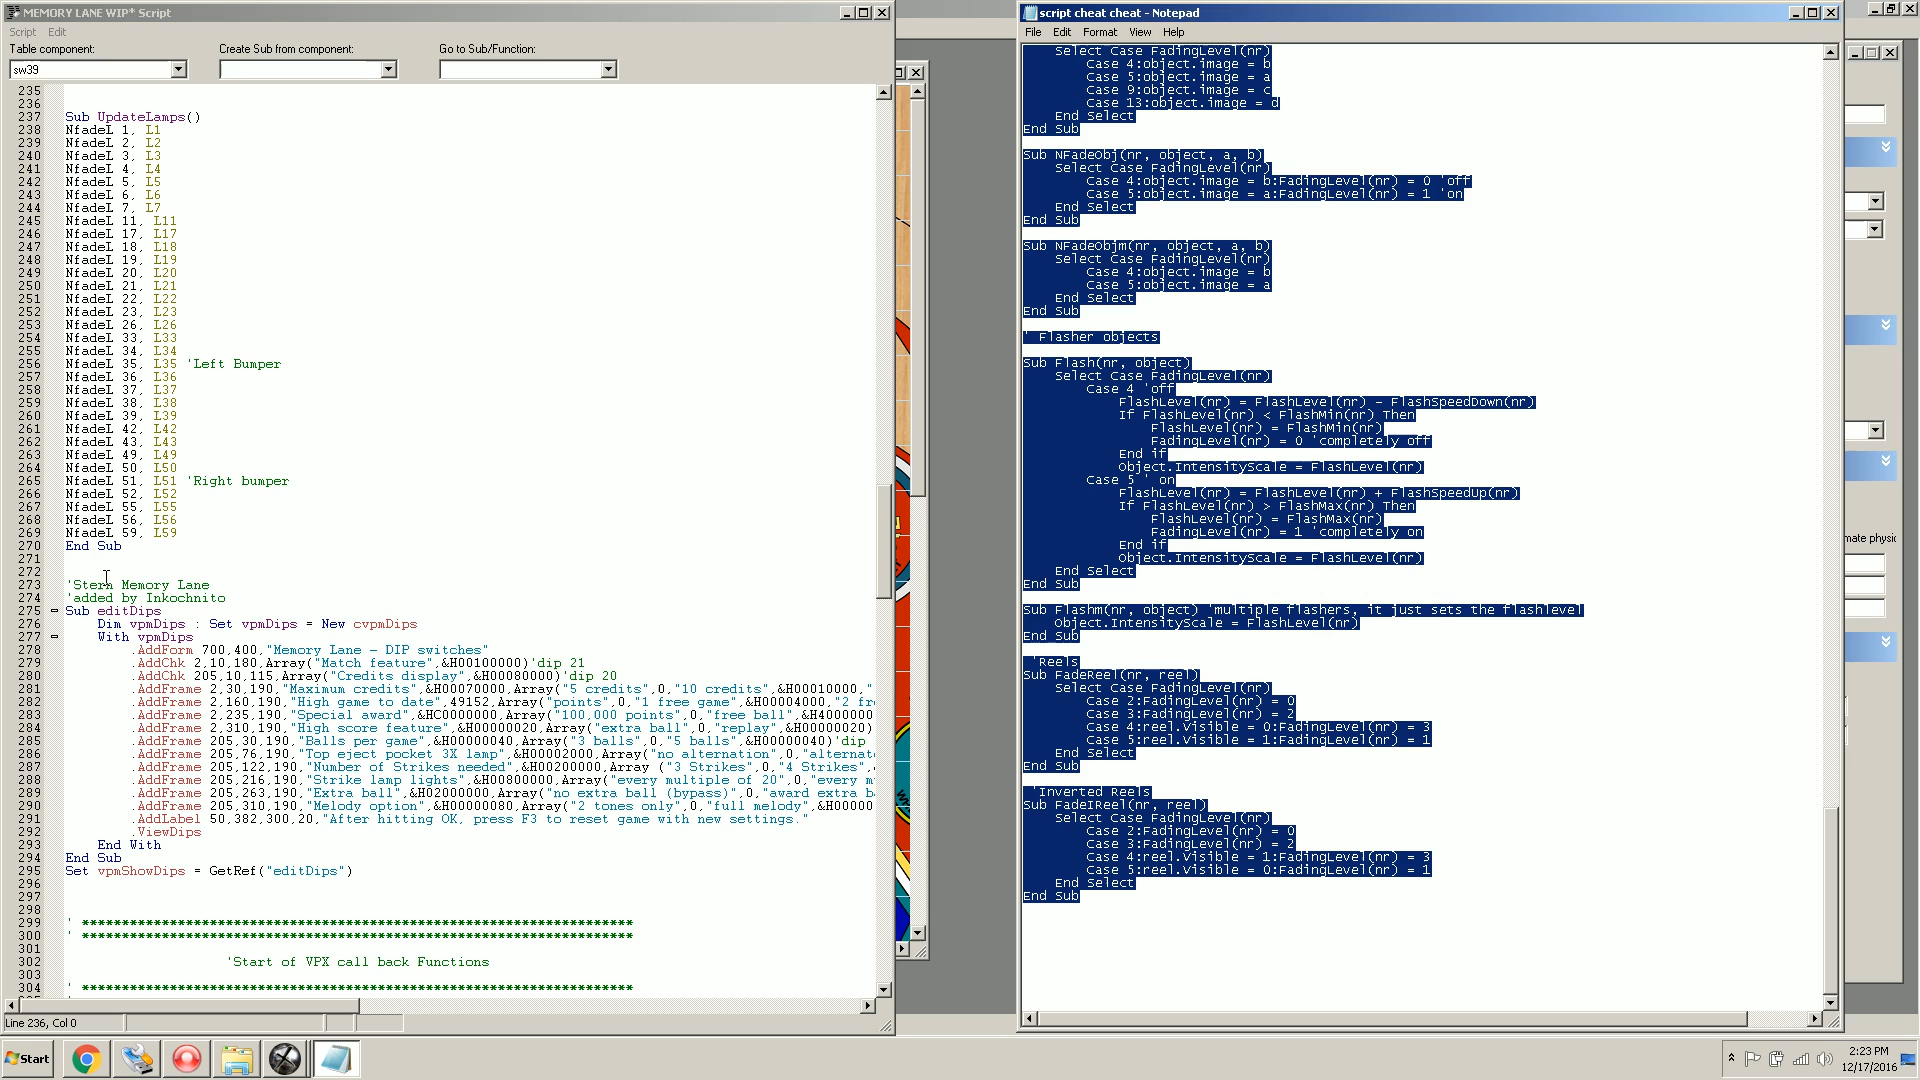 MEMORY LANE WIP* Script
Script Edit
Table component: Create Sub from component: Go to Sub/Function:
sw39
235
236
237 Sub UpdateLamps()
238 NfadeL 1, L1
239 NfadeL 2, L2
240 NfadeL 3, L3
241 NfadeL 4, L4
242 NfadeL 5, L5
243 NfadeL 6, L6
244 NfadeL 7, L7
245 NfadeL 11, L11
246 NfadeL 17, L17
247 NfadeL 18, L18
248 NfadeL 19, L19
249 NfadeL 20, L20
250 NfadeL 21, L21
251 NfadeL 22, L22
252 NfadeL 23, L23
253 NfadeL 26, L26
254 NfadeL 33, L33
255 NfadeL 34, L34
256 NfadeL 35, L35 'Left Bumper
257 NfadeL 36, L36
258 NfadeL 37, L37
259 NfadeL 38, L38
260 NfadeL 39, L39
261 NfadeL 42, L42
262 NfadeL 43, L43
263 NfadeL 49, L49
264 NfadeL 50, L50
265 NfadeL 51, L51 'Right bumper
266 NfadeL 52, L52
267 NfadeL 55, L55
268 NfadeL 56, L56
269 NfadeL 59, L59
270 End Sub
271
272
273 'Stern Memory Lane
274 'added by Inkochnito
275 Sub editDips
276 Dim vpmDips : Set vpmDips = New cvpmDips
277 With vpmDips
278 .AddForm 700,400,"Memory Lane - DIP switches"
279 .AddChk 2,10,180,Array("Match feature",&H00100000)'dip 21
280 .AddChk 205,10,115,Array("Credits display",&H00080000)'dip 20
281 .AddFrame 2,30,190,"Maximum credits",&H00070000,Array("5 credits",0,"10 credits",&H00010000,"
282 .AddFrame 2,160,190,"High game to date",49152,Array("points",0,"1 free game",&H00004000,"2 fr
283 .AddFrame 2,235,190,"Special award",&HC0000000,Array("100,000 points",0,"free ball",&H4000000
284 .AddFrame 2,310,190,"High score feature",&H00000020,Array("extra ball",0,"replay",&H00000020)
285 .AddFrame 205,30,190,"Balls per game",&H00000040,Array("3 balls",0,"5 balls",&H00000040)'dip
286 .AddFrame 205,76,190,"Top eject pocket 3X lamp",&H00020000,Array("no alternation",0,"alternat
287 .AddFrame 205,122,190,"Number of Strikes needed",&H00200000,Array ("3 Strikes",0,"4 Strikes",
288 .AddFrame 205,216,190,"Strike lamp lights",&H00800000,Array("every multiple of 20",0,"every m
289 .AddFrame 205,263,190,"Extra ball",&H02000000,Array("no extra ball (bypass)",0,"award extra b
290 .AddFrame 205,310,190,"Melody option",&H00000080,Array("2 tones only",0,"full melody",&H00000
291 .AddLabel 50,382,300,20,"After hitting OK, press F3 to reset game with new settings."
292 .ViewDips
293 End With
294 End Sub
295 Set vpmShowDips = GetRef("editDips")
296
297
298
299 ' *********************************************************************
300 ' *********************************************************************
301
302 'Start of VPX call back Functions
303
304 ' *********************************************************************
Line 236, Col 0
script cheat cheat - Notepad
File Edit Format View Help
Select Case FadingLevel(nr)
Case 4:object.image = b
Case 5:object.image = a
Case 9:object.image = c
Case 13:object.image = d
End Select
End Sub
Sub NFadeObj(nr, object, a, b)
Select Case FadingLevel(nr)
Case 4:object.image = b:FadingLevel(nr) = 0 'off
Case 5:object.image = a:FadingLevel(nr) = 1 'on
End Select
End Sub
Sub NFadeObjm(nr, object, a, b)
Select Case FadingLevel(nr)
Case 4:object.image = b
Case 5:object.image = a
End Select
End Sub
' Flasher objects
Sub Flash(nr, object)
Select Case FadingLevel(nr)
Case 4 'off
FlashLevel(nr) = FlashLevel(nr) - FlashSpeedDown(nr)
If FlashLevel(nr) < FlashMin(nr) Then
FlashLevel(nr) = FlashMin(nr)
FadingLevel(nr) = 0 'completely off
End if
Object.IntensityScale = FlashLevel(nr)
Case 5 ' on
FlashLevel(nr) = FlashLevel(nr) + FlashSpeedUp(nr)
If FlashLevel(nr) > FlashMax(nr) Then
FlashLevel(nr) = FlashMax(nr)
FadingLevel(nr) = 1 'completely on
End if
Object.IntensityScale = FlashLevel(nr)
End Select
End Sub
Sub Flashm(nr, object) 'multiple flashers, it just sets the flashlevel
Object.IntensityScale = FlashLevel(nr)
End Sub
'Reels
Sub FadeReel(nr, reel)
Select Case FadingLevel(nr)
Case 2:FadingLevel(nr) = 0
Case 3:FadingLevel(nr) = 2
Case 4:reel.Visible = 0:FadingLevel(nr) = 3
Case 5:reel.Visible = 1:FadingLevel(nr) = 1
End Select
End Sub
'Inverted Reels
Sub FadeIReel(nr, reel)
Select Case FadingLevel(nr)
Case 2:FadingLevel(nr) = 0
Case 3:FadingLevel(nr) = 2
Case 4:reel.Visible = 1:FadingLevel(nr) = 3
Case 5:reel.Visible = 0:FadingLevel(nr) = 1
End Select
End Sub
mate physic
Start
2:23 PM
12/17/2016